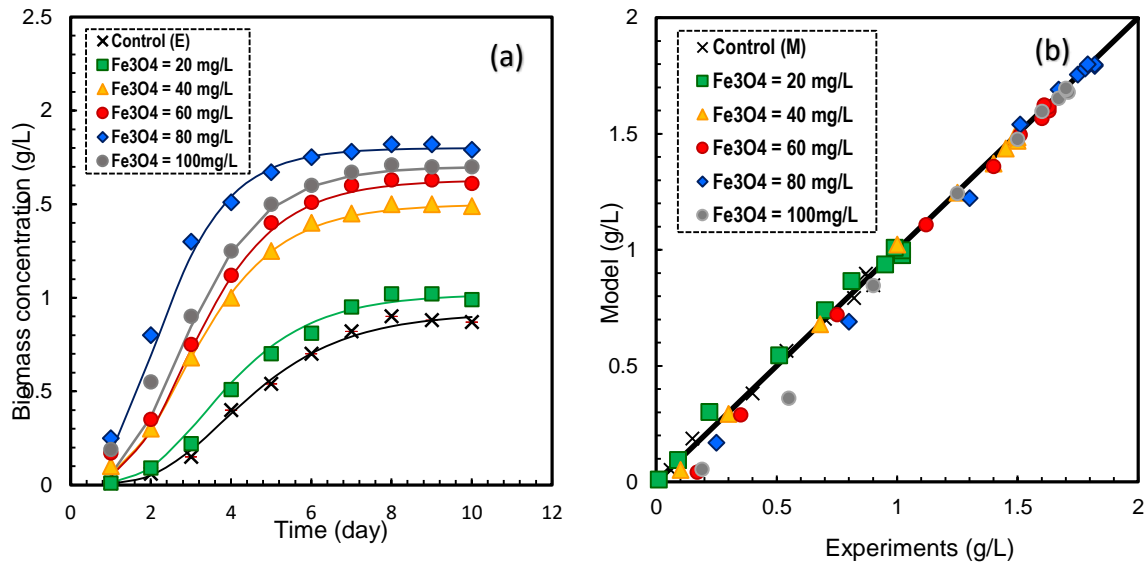 (a)
Control (E)
Fe3O4 = 20 mg/L
Fe3O4 = 40 mg/L
Fe3O4 = 60 mg/L
Fe3O4 = 80 mg/L
Fe3O4 = 100mg/L
Biomass concentration (g/L)
2.5
2
1.5
1
0.5
0
0 2 4 6 8 10 12
Time (day)
(b)
Control (M)
Fe3O4 = 20 mg/L
Fe3O4 = 40 mg/L
Fe3O4 = 60 mg/L
Fe3O4 = 80 mg/L
Fe3O4 = 100mg/L
Model (g/L)
2
1.5
1
0.5
0
0 0.5 1 1.5 2
Experiments (g/L)